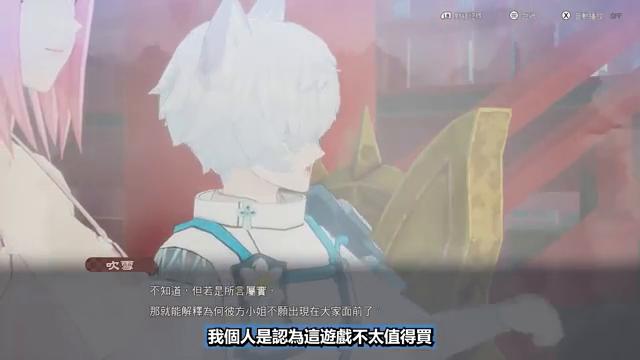 吹雪
不知道，但若是所言屬實，
那就能解釋為何彼方小姐不願出現在大家面前了。
我個人是認為這遊戲不太值得買